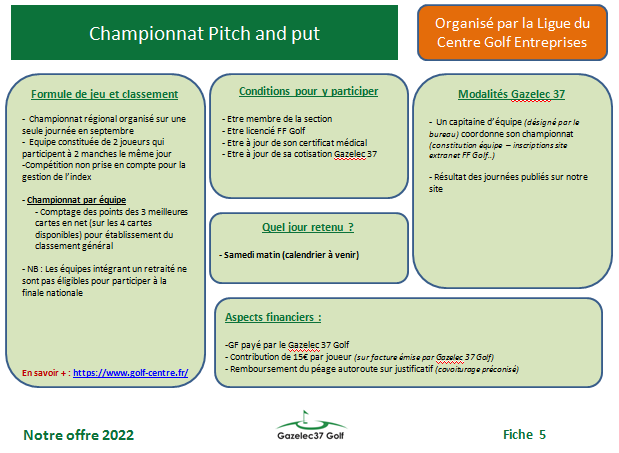 Championnat Pitch and put
Organisé par la Ligue du
Centre Golf Entreprises
Formule de jeu et classement
- Championnat régional organisé sur une
seule journée en septembre
- Equipe constituée de 2 joueurs qui
participent à 2 manches le même jour
-Compétition non prise en compte pour la
gestion de l'index
- Championnat par équipe
- Comptage des points des 3 meilleures
cartes en net (sur les 4 cartes
disponibles) pour établissement du
classement général
- NB : Les équipes intégrant un retraité ne
sont pas éligibles pour participer à la
finale nationale
En savoir + : https://www.golf-centre.fr/
Conditions pour y participer
- Etre membre de la section
- Etre licencié FF Golf
- Etre à jour de son certificat médical
- Etre à jour de sa cotisation Gazelec 37
Quel jour retenu ?
- Samedi matin (calendrier à venir)
Modalités Gazelec 37
- Un capitaine d'équipe (désigné par le
bureau) coordonne son championnat
(constitution équipe – inscriptions site
extranet FF Golf..)
- Résultat des journées publiés sur notre
site
Aspects financiers :
-GF payé par le Gazelec 37 Golf
- Contribution de 15€ par joueur (sur facture émise par Gazelec 37 Golf)
- Remboursement du péage autoroute sur justificatif (covoiturage préconisé)
Notre offre 2022
Gazelec37 Golf
Fiche 5